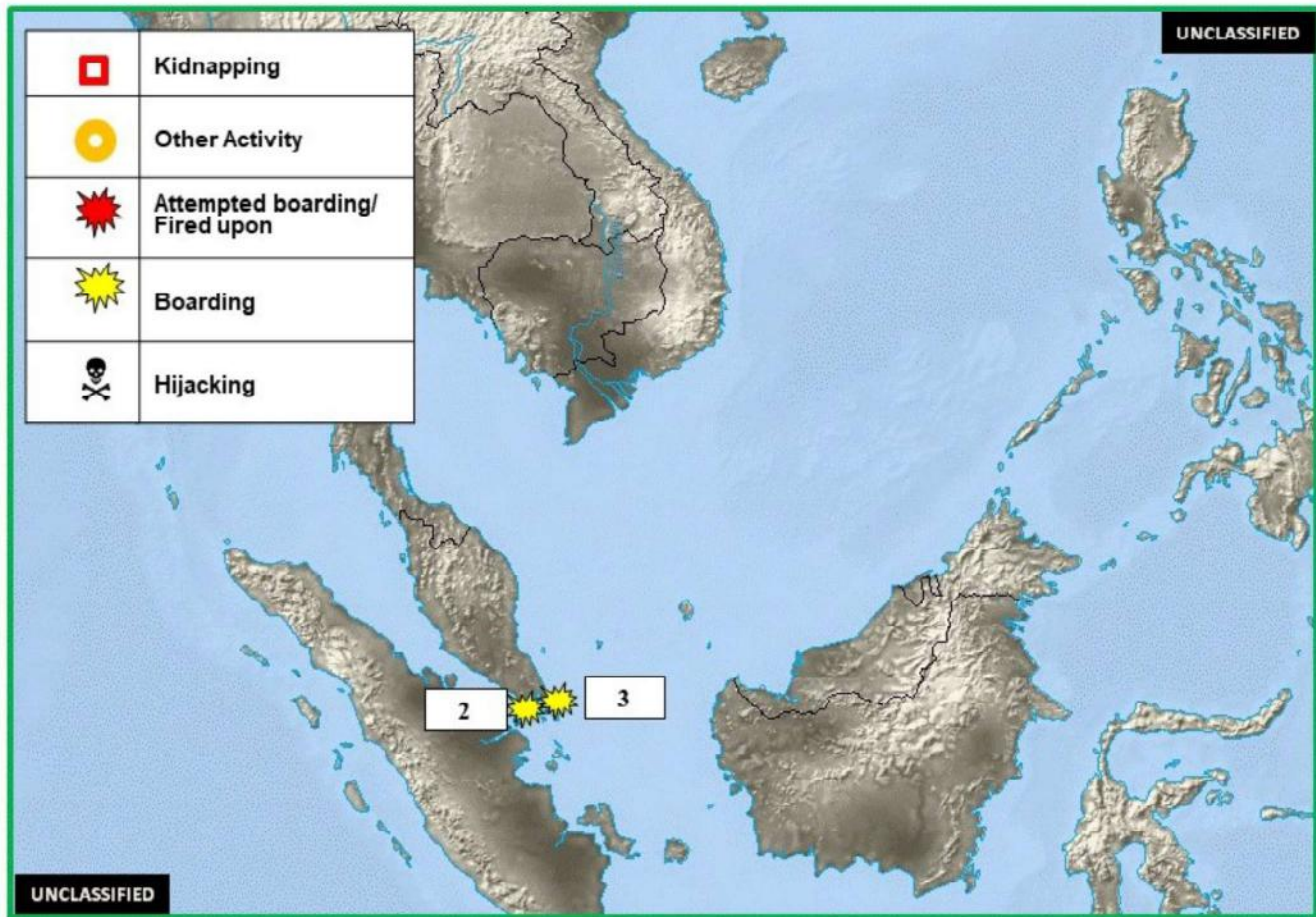 UNCLASSIFIED
Kidnapping
Other Activity
Attempted boarding/
Fired upon
Boarding
Hijacking
2
3
UNCLASSIFIED